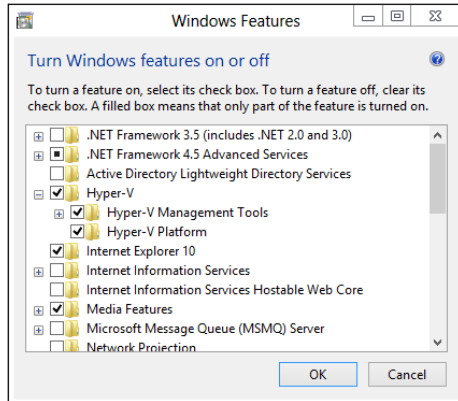 Windows Features
Turn Windows features on or off
To turn a feature on, select its check box. To turn a feature off, clear its
check box. A filled box means that only part of the feature is turned on.
.NET Framework 3.5 (includes .NET 2.0 and 3.0)
.NET Framework 4.5 Advanced Services
Active Directory Lightweight Directory Services
Hyper-V
Hyper-V Management Tools
Hyper-V Platform
Internet Explorer 10
Internet Information Services
Internet Information Services Hostable Web Core
Media Features
Microsoft Message Queue (MSMQ) Server
Network Projection
OK Cancel